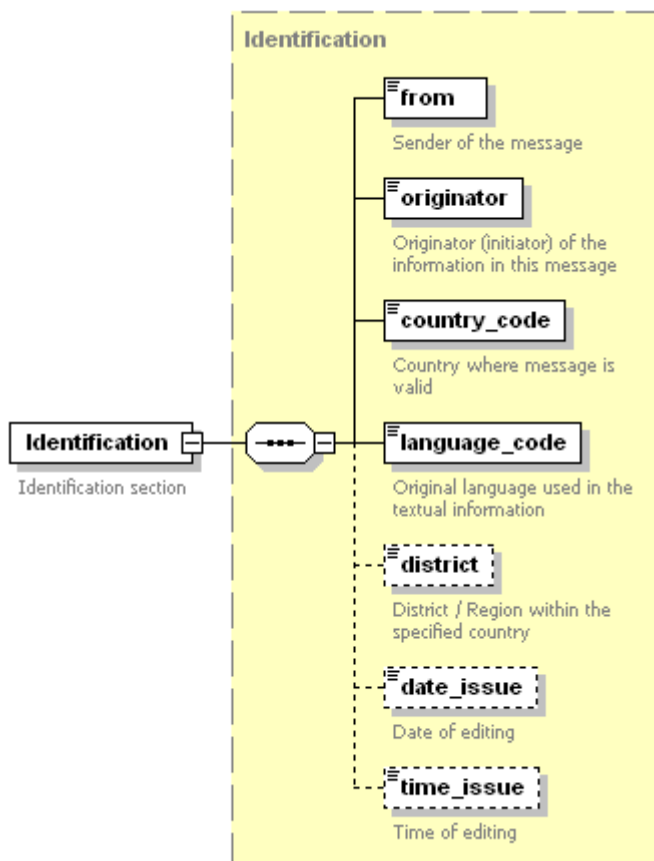 Identification
from
Sender of the message
originator
Originator (initiator) of the
information in this message
country_code
Country where message is
valid
Identification
Identification section
language_code
Original language used in the
textual information
district
District / Region within the
specified country
date_issue
Date of editing
time_issue
Time of editing